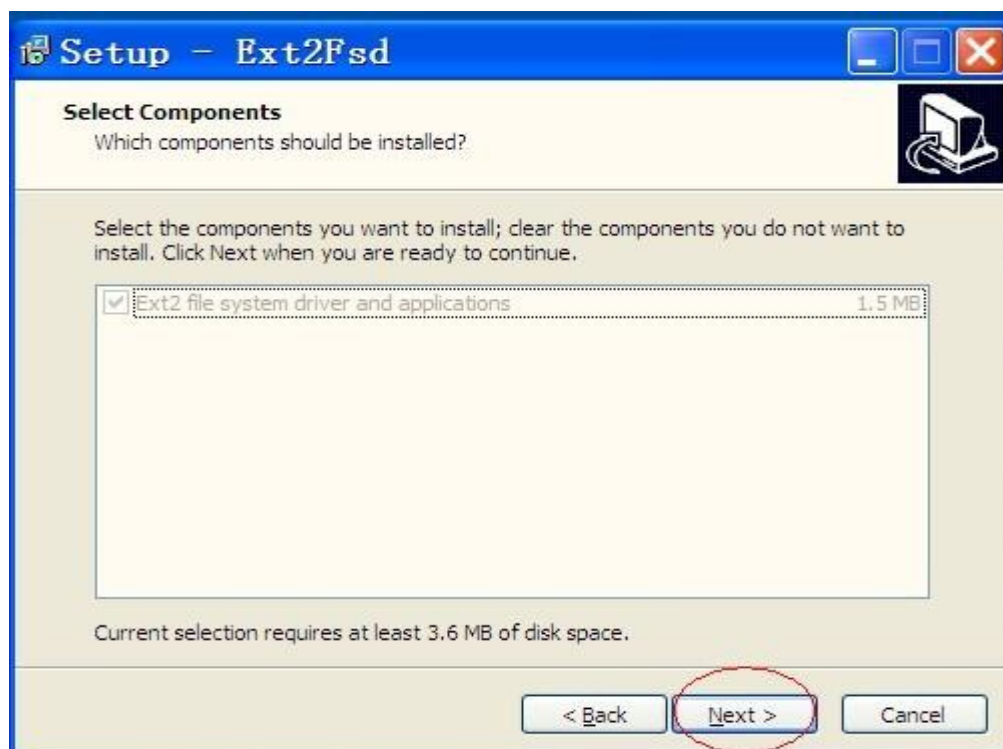 Setup - Ext2Fsd
Select Components
Which components should be installed?
Select the components you want to install; clear the components you do not want to
install. Click Next when you are ready to continue.
Ext2 file system driver and applications 1.5 MB
Current selection requires at least 3.6 MB of disk space.
< Back Next > Cancel